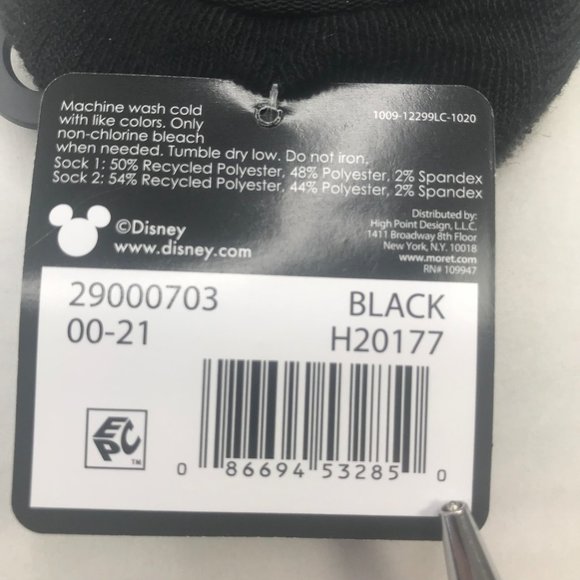 Machine wash cold
with like colors. Only
non-chlorine bleach
when needed. Tumble dry low. Do not iron.
Sock 1: 50% Recycled Polyester, 48% Polyester, 2% Spandex
Sock 2: 54% Recycled Polyester, 44% Polyester, 2% Spandex
1009-12299LC-1020
©Disney
www.disney.com
Distributed by:
High Point Design, L.L.C.
1411 Broadway 8th Floor
New York, N.Y. 10018
www.moret.com
RN# 109947
29000703
00-21
BLACK
H20177
EPC™
0 86694 53285 0